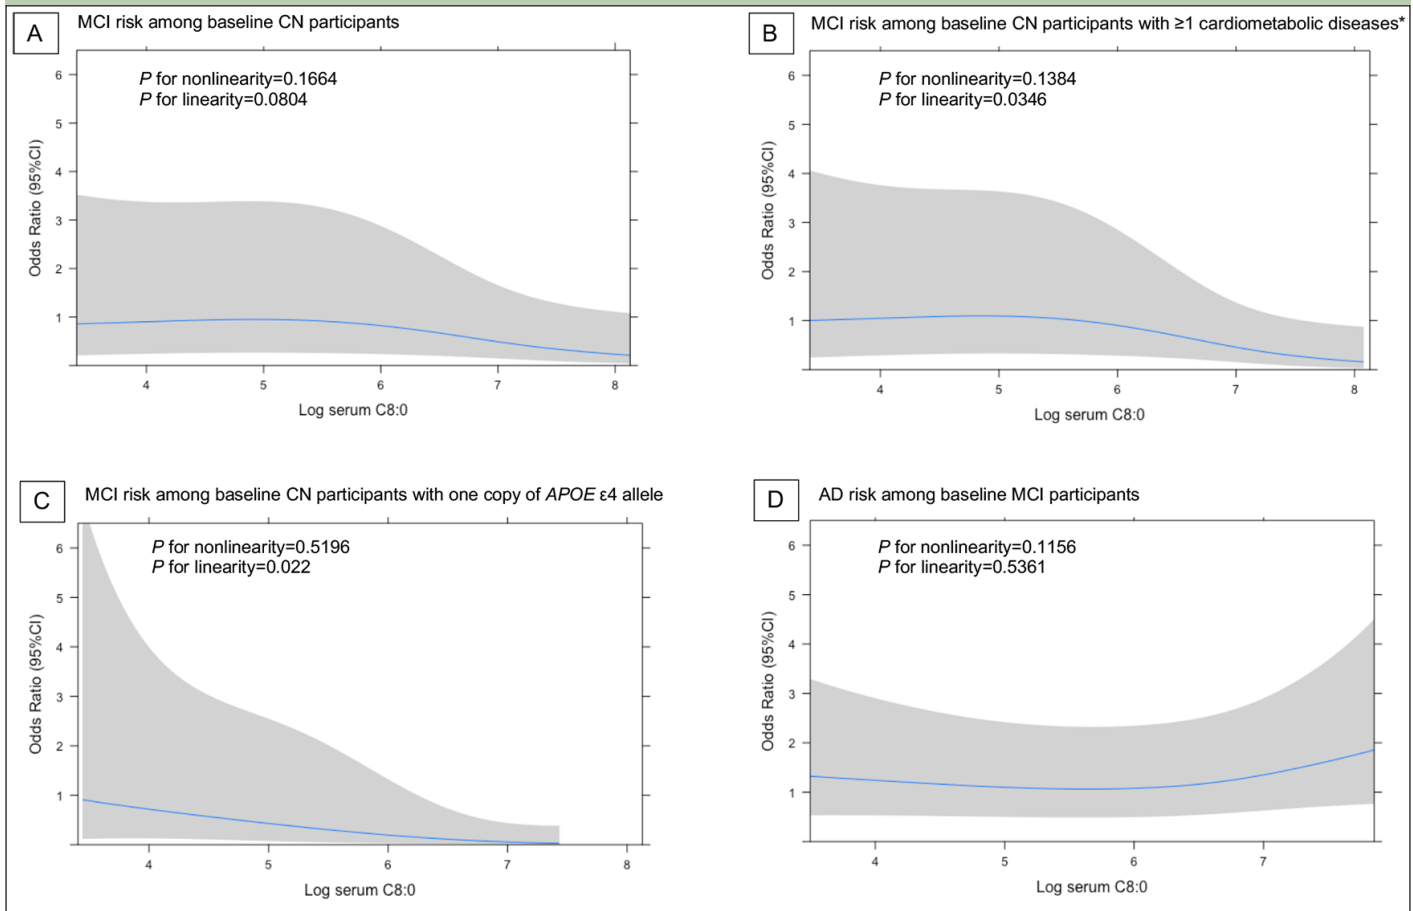 A
MCI risk among baseline CN participants
P for nonlinearity=0.1664
P for linearity=0.0804
6
5
4
3
2
1
Odds Ratio (95%CI)
4 5 6 7 8
Log serum C8:0
B
MCI risk among baseline CN participants with ≥1 cardiometabolic diseases*
P for nonlinearity=0.1384
P for linearity=0.0346
6
5
4
3
2
1
Odds Ratio (95%CI)
4 5 6 7 8
Log serum C8:0
C
MCI risk among baseline CN participants with one copy of APOE ε4 allele
P for nonlinearity=0.5196
P for linearity=0.022
6
5
4
3
2
1
Odds Ratio (95%CI)
4 5 6 7 8
Log serum C8:0
D
AD risk among baseline MCI participants
P for nonlinearity=0.1156
P for linearity=0.5361
6
5
4
3
2
1
Odds Ratio (95%CI)
4 5 6 7
Log serum C8:0